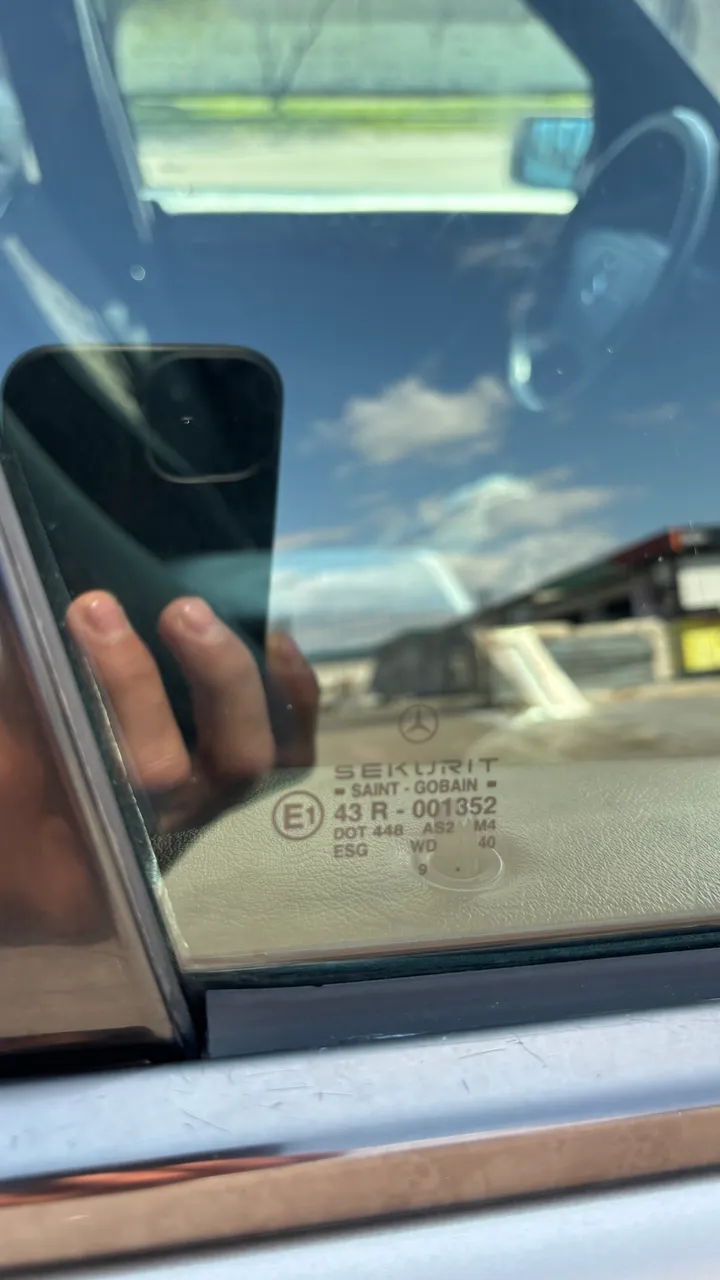 SEKURIT
SAINT - GOBAIN
E1 43 R - 001352
DOT 448 AS2 M4
ESG WD 40
9 .